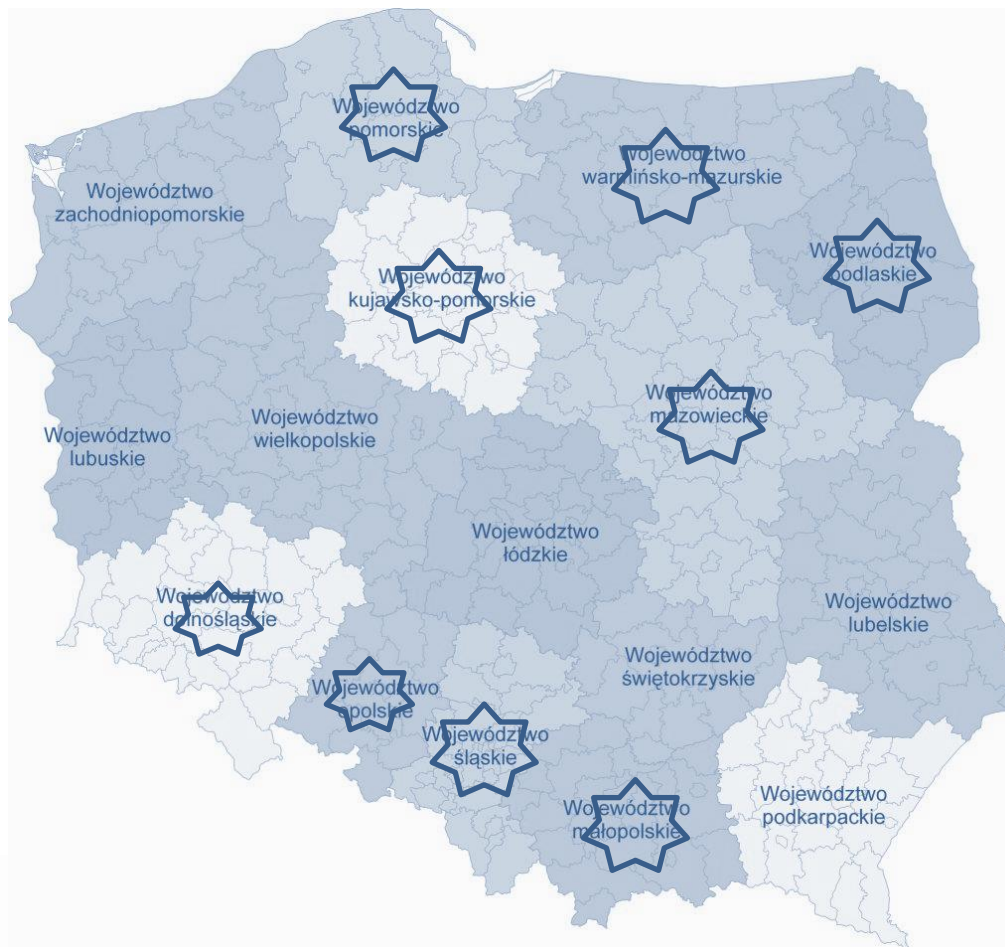 Województwo
pomorskie
Województwo
warmińsko-mazurskie
Województwo
zachodniopomorskie
Województwo
podlaskie
Województwo
kujawsko-pomorskie
Województwo
mazowieckie
Województwo
wielkopolskie
Województwo
lubuskie
Województwo
łódzkie
Województwo
dolnośląskie
Województwo
lubelskie
Województwo
świętokrzyskie
Województwo
opolskie
Województwo
śląskie
Województwo
podkarpackie
Województwo
małopolskie